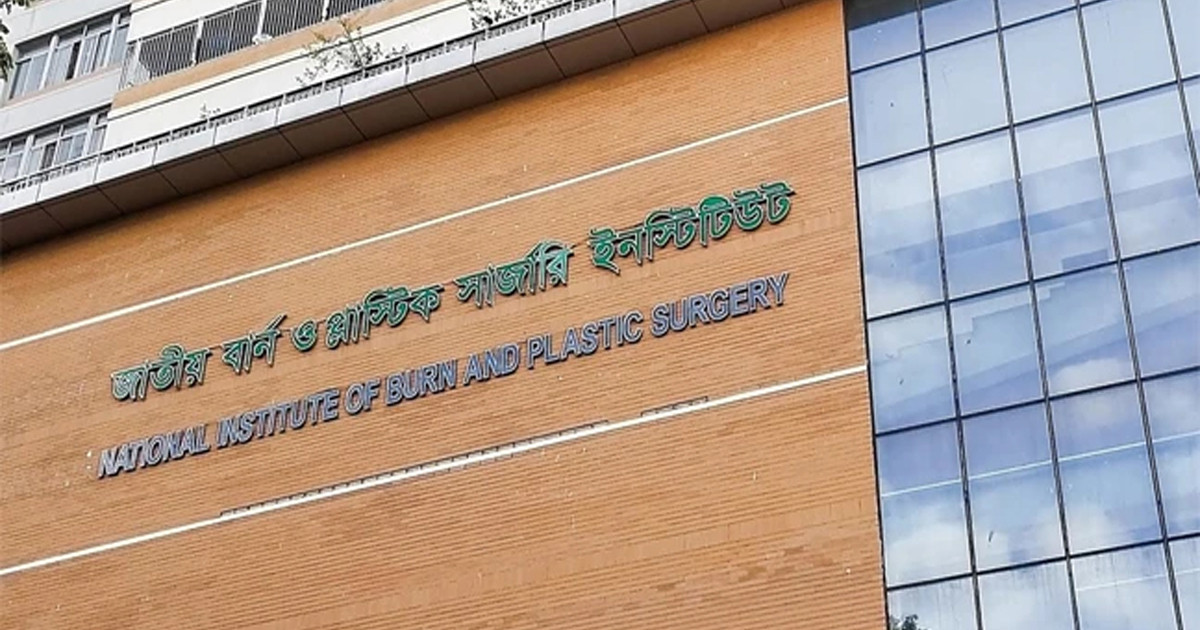 জাতীয় বার্ন ও প্লাস্টিক সার্জারি ইনস্টিটিউট
NATIONAL INSTITUTE OF BURN AND PLASTIC SURGERY